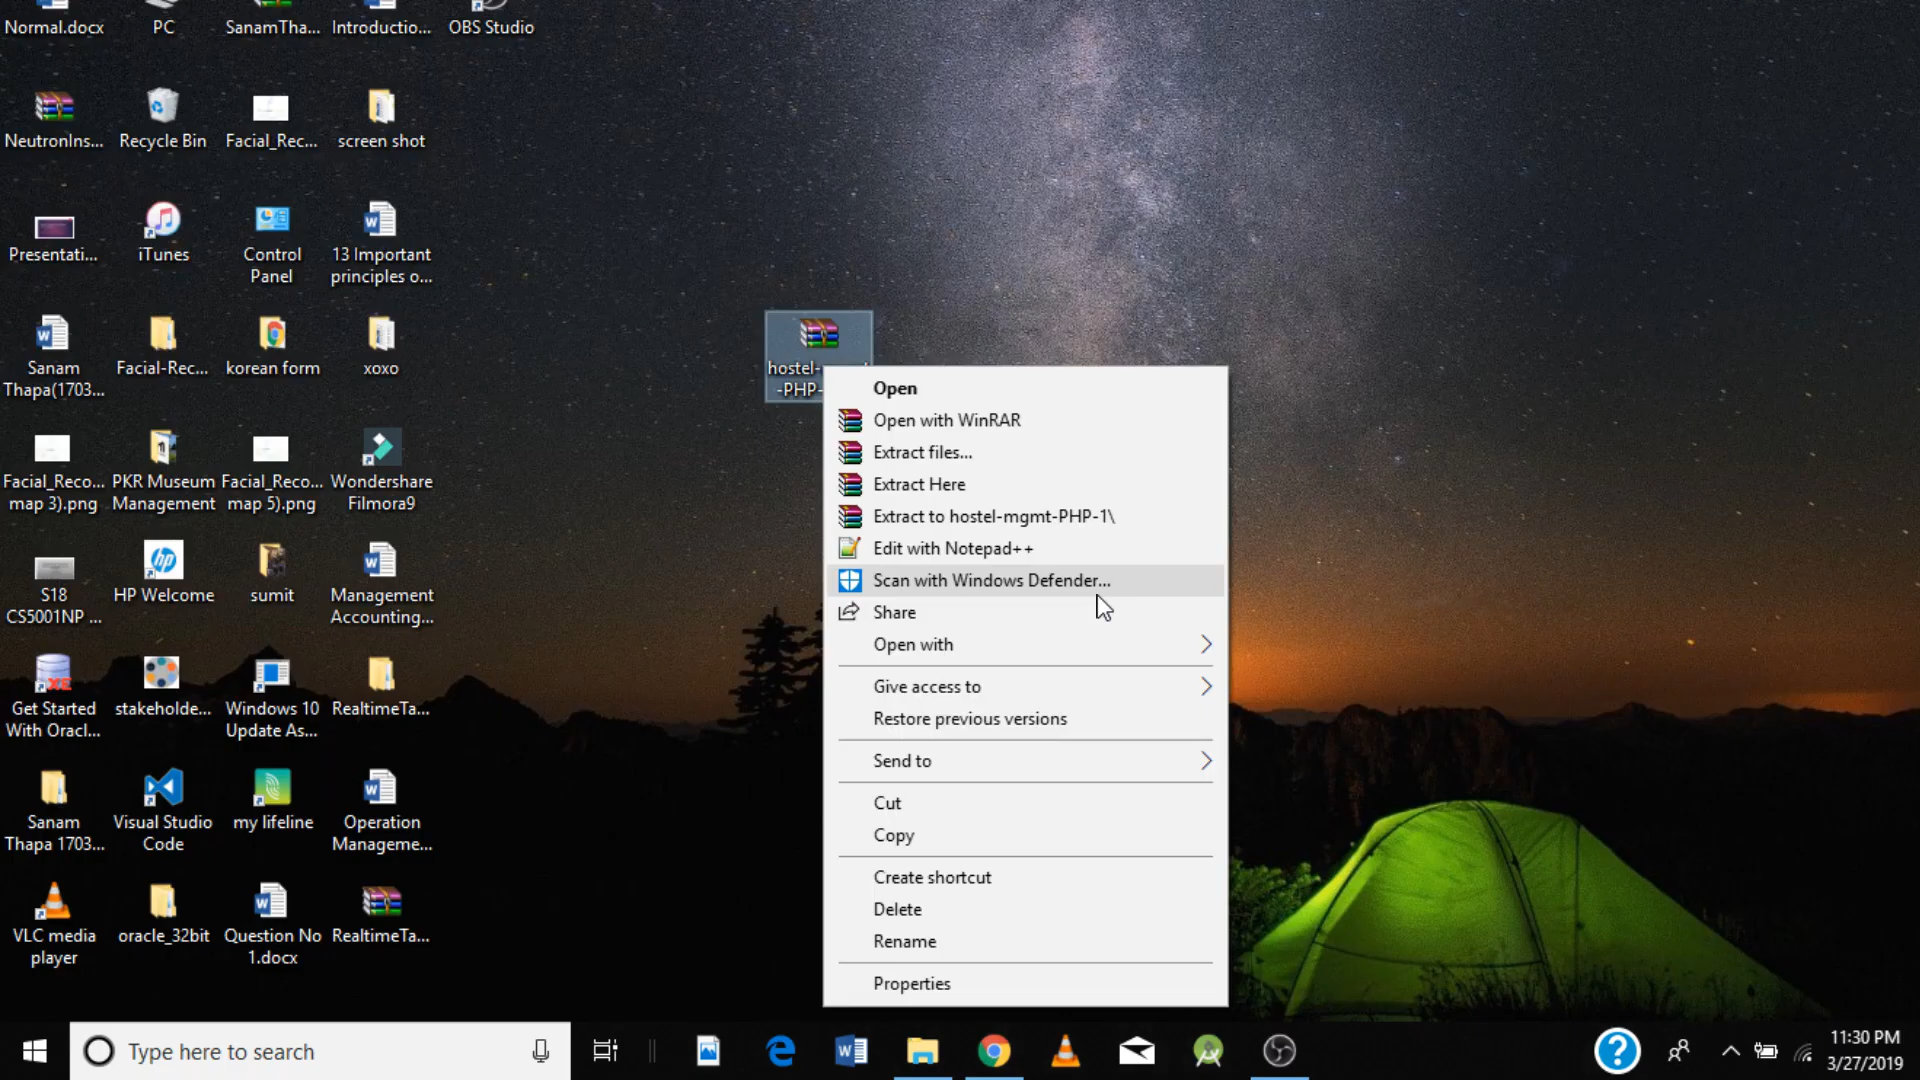 Normal.docx
PC
SanamTha...
Introductio...
OBS Studio
NeutronIns...
Recycle Bin
Facial_Rec...
screen shot
Presentati...
iTunes
Control
Panel
13 Important
principles o...
Sanam
Thapa(1703...
Facial-Rec...
korean form
xoxo
Facial_Reco...
map 3).png
PKR Museum
Management
Facial_Reco...
map 5).png
Wondershare
Filmora9
S18
CS5001NP ...
HP Welcome
sumit
Management
Accounting...
Get Started
With Oracl...
stakeholde...
Windows 10
Update As...
RealtimeTa...
Sanam
Thapa 1703...
Visual Studio
Code
my lifeline
Operation
Manageme...
VLC media
player
oracle_32bit
Question No
1.docx
RealtimeTa...
hostel-
-PHP-
Open
Open with WinRAR
Extract files...
Extract Here
Extract to hostel-mgmt-PHP-1\
Edit with Notepad++
Scan with Windows Defender...
Share
Open with
Give access to
Restore previous versions
Send to
Cut
Copy
Create shortcut
Delete
Rename
Properties
Type here to search
11:30 PM
3/27/2019